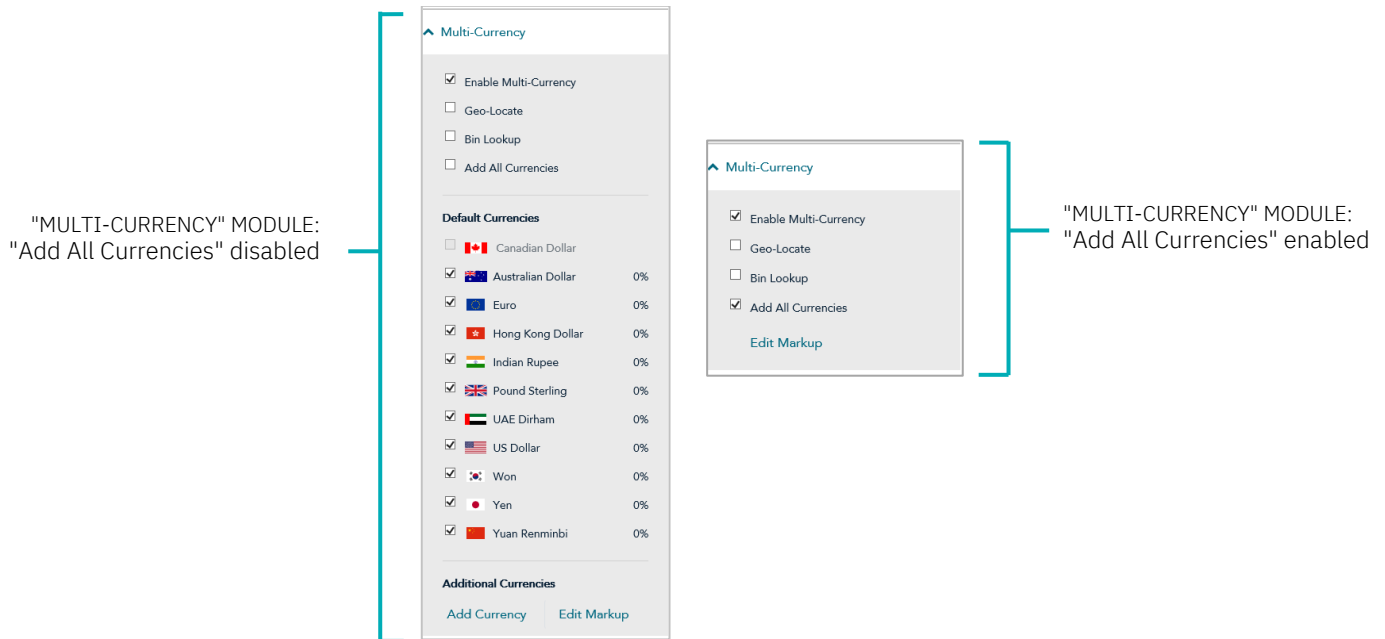 "MULTI-CURRENCY" MODULE:
"Add All Currencies" disabled
Multi-Currency
Enable Multi-Currency
Geo-Locate
Bin Lookup
Add All Currencies
Default Currencies
Canadian Dollar
Australian Dollar 0%
Euro 0%
Hong Kong Dollar 0%
Indian Rupee 0%
Pound Sterling 0%
UAE Dirham 0%
US Dollar 0%
Won 0%
Yen 0%
Yuan Renminbi 0%
Additional Currencies
Add Currency Edit Markup
Multi-Currency
Enable Multi-Currency
Geo-Locate
Bin Lookup
Add All Currencies
Edit Markup
"MULTI-CURRENCY" MODULE:
"Add All Currencies" enabled